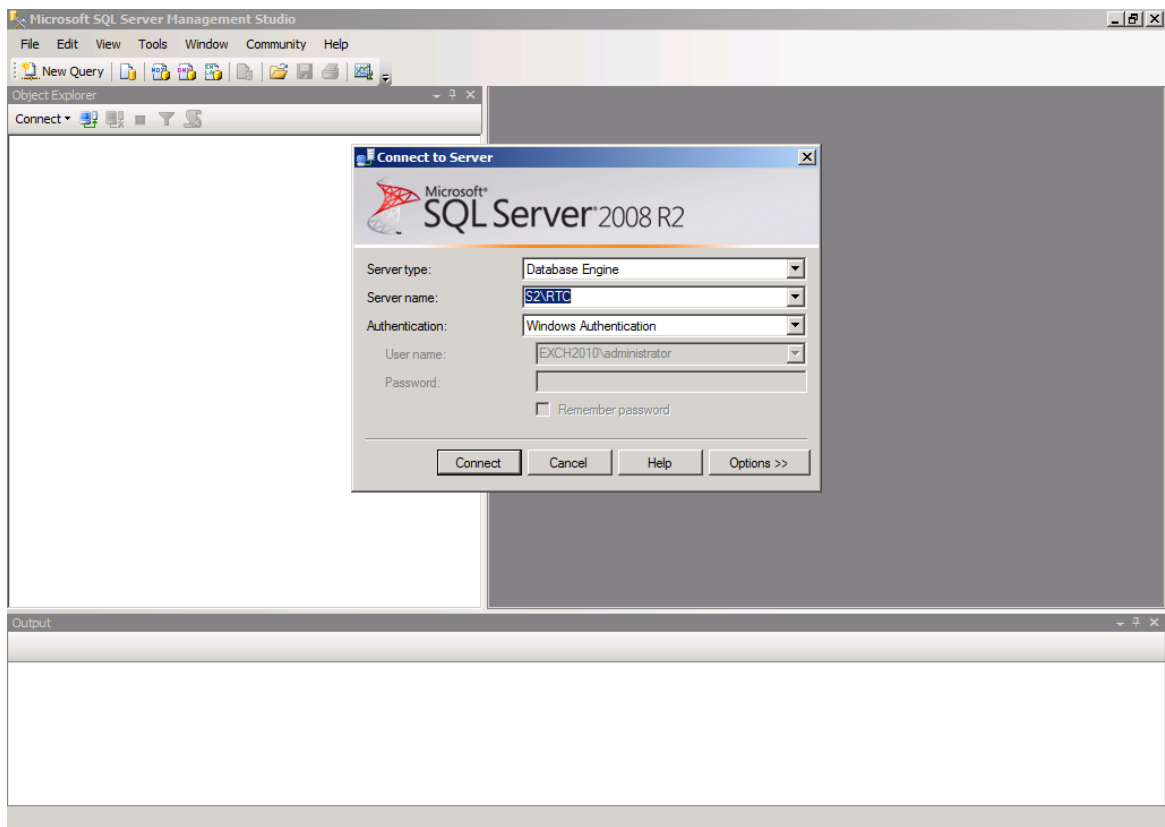 Microsoft SQL Server Management Studio
File Edit View Tools Window Community Help
New Query
Object Explorer
Connect
Connect to Server
Microsoft®
SQL Server® 2008 R2
Server type: Database Engine
Server name: S2\RTC
Authentication: Windows Authentication
User name: EXCH2010\administrator
Password:
Remember password
Connect Cancel Help Options >>
Output